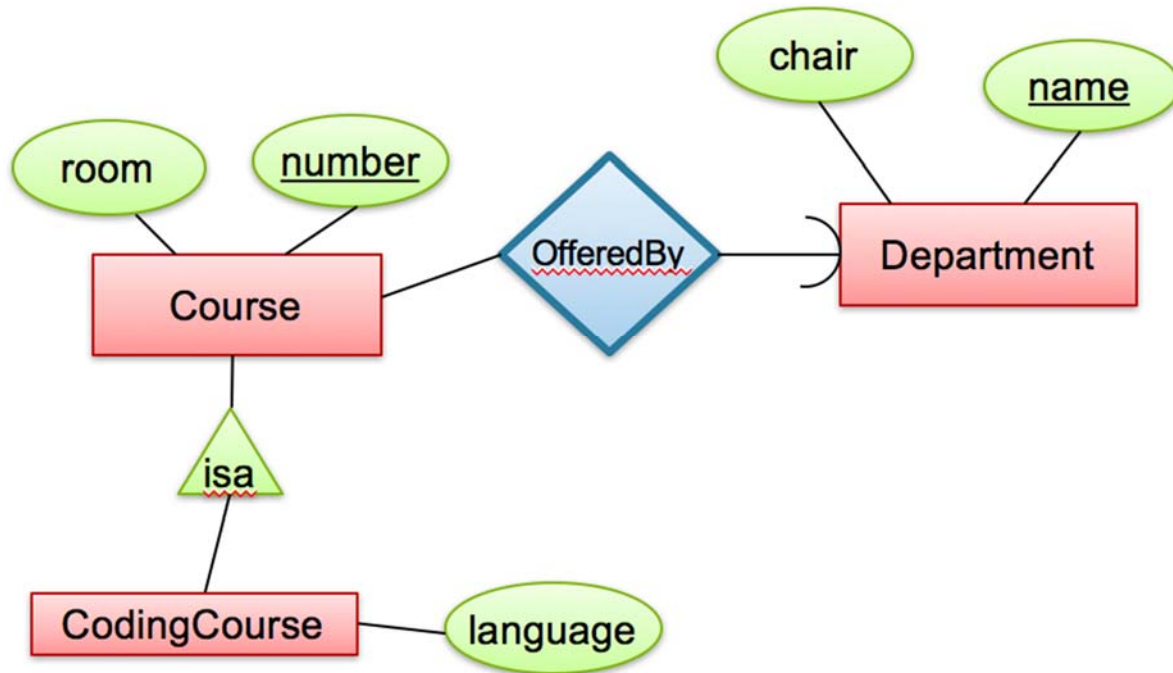 chair
name
room
number
OfferedBy
Department
Course
isa
CodingCourse
language